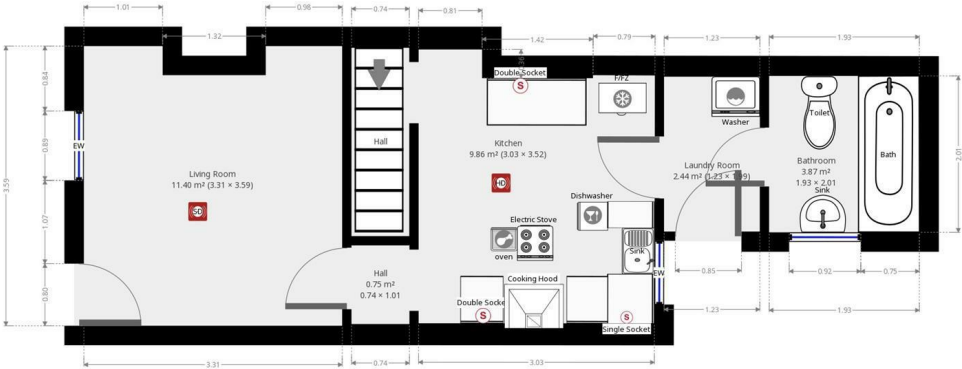 1.01
0.98
0.74
0.81
1.32
1.42
0.79
1.23
1.93
0.36
0.84
0.89
1.07
0.80
3.59
2.01
EW
Living Room
11.40 m² (3.31 × 3.59)
SD
Hall
Hall
0.75 m²
0.74 × 1.01
Double Socket
S
F/FZ
Kitchen
9.86 m² (3.03 × 3.52)
HD
Dishwasher
Electric Stove
oven
Sink
Cooking Hood
Double Socke
S
S
Single Socket
EW
Washer
Laundry Room
2.44 m² (1.23 × 1.99)
Toilet
Bathroom
3.87 m²
1.93 × 2.01
Sink
Bath
0.85
0.92
0.75
1.23
1.93
3.31
0.74
3.03